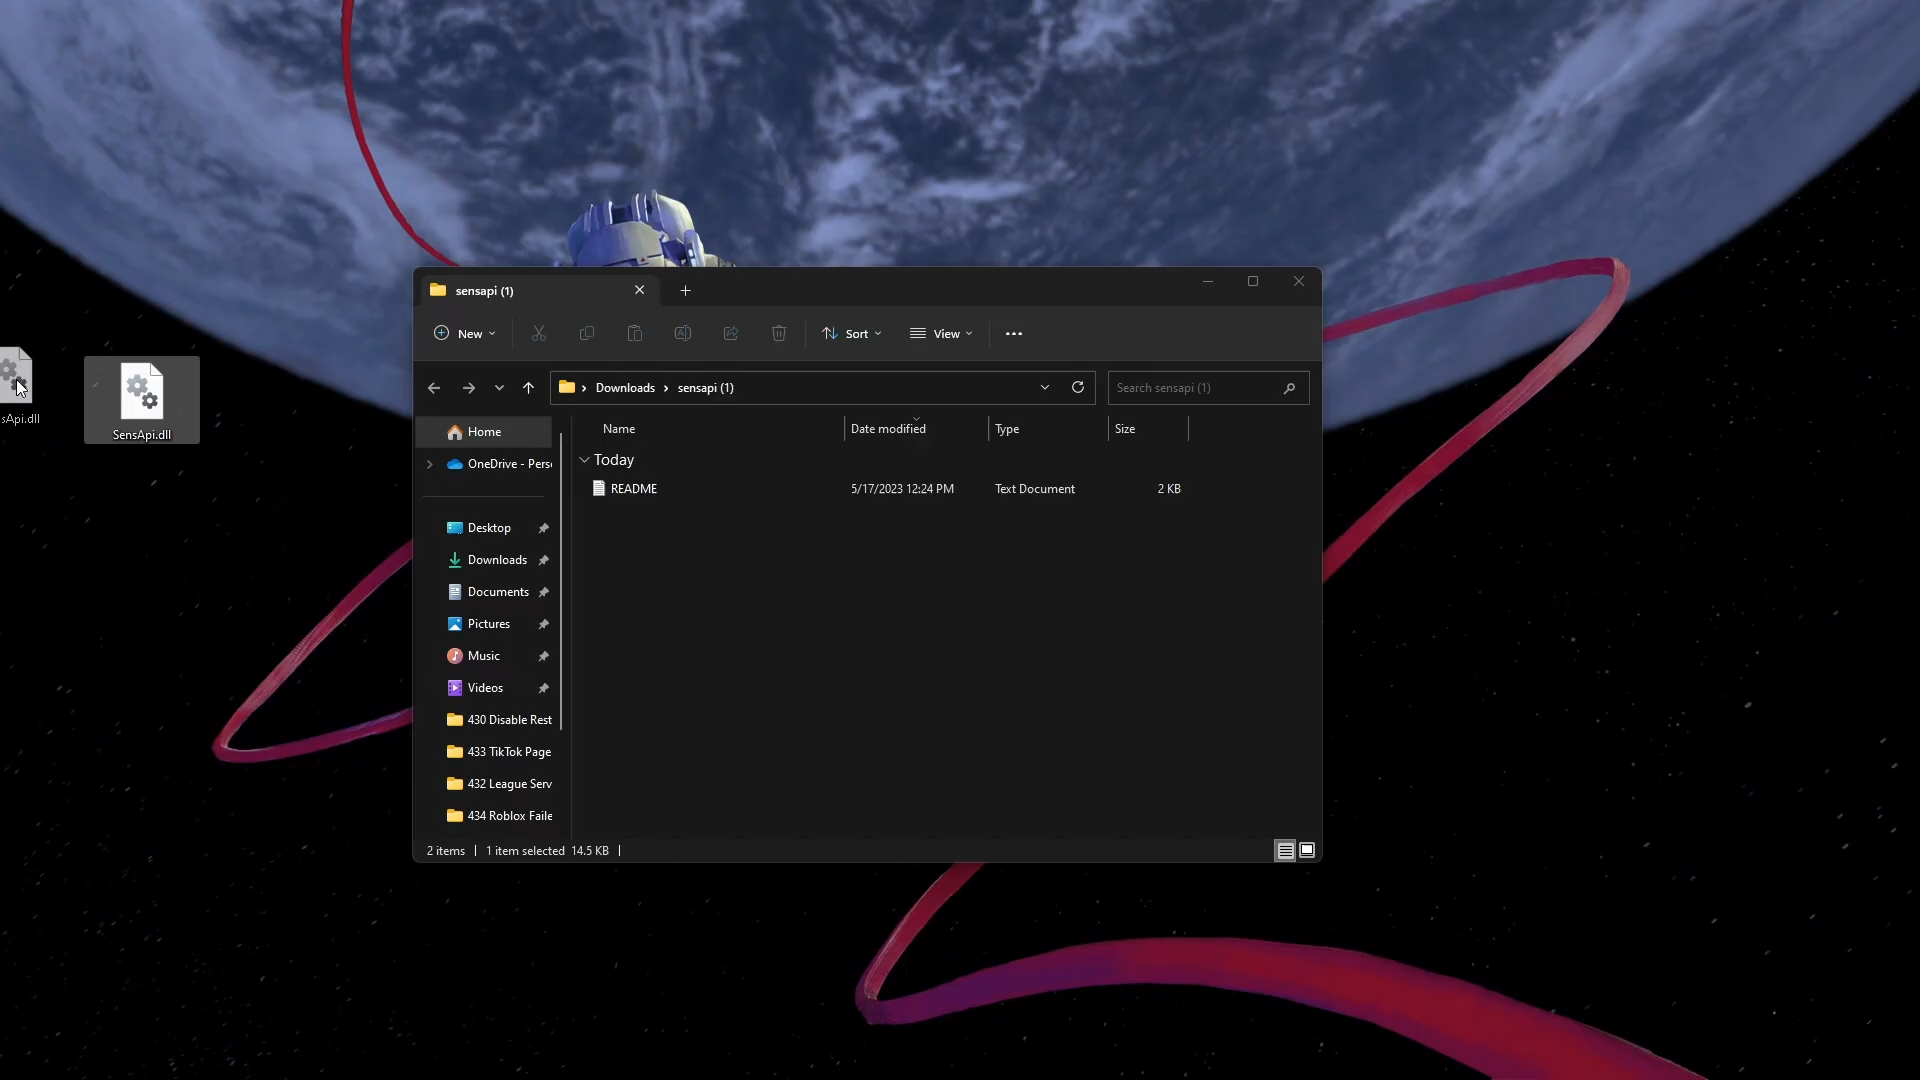 sensapi (1)
New
Sort
View
Downloads
sensapi (1)
Search sensapi (1)
sApi.dll
SensApi.dll
Home
OneDrive - Pers
Desktop
Downloads
Documents
Pictures
Music
Videos
430 Disable Rest
433 TikTok Page
432 League Serv
434 Roblox Faile
Name
Date modified
Type
Size
Today
README
5/17/2023 12:24 PM
Text Document
2 KB
2 items
1 item selected 14.5 KB